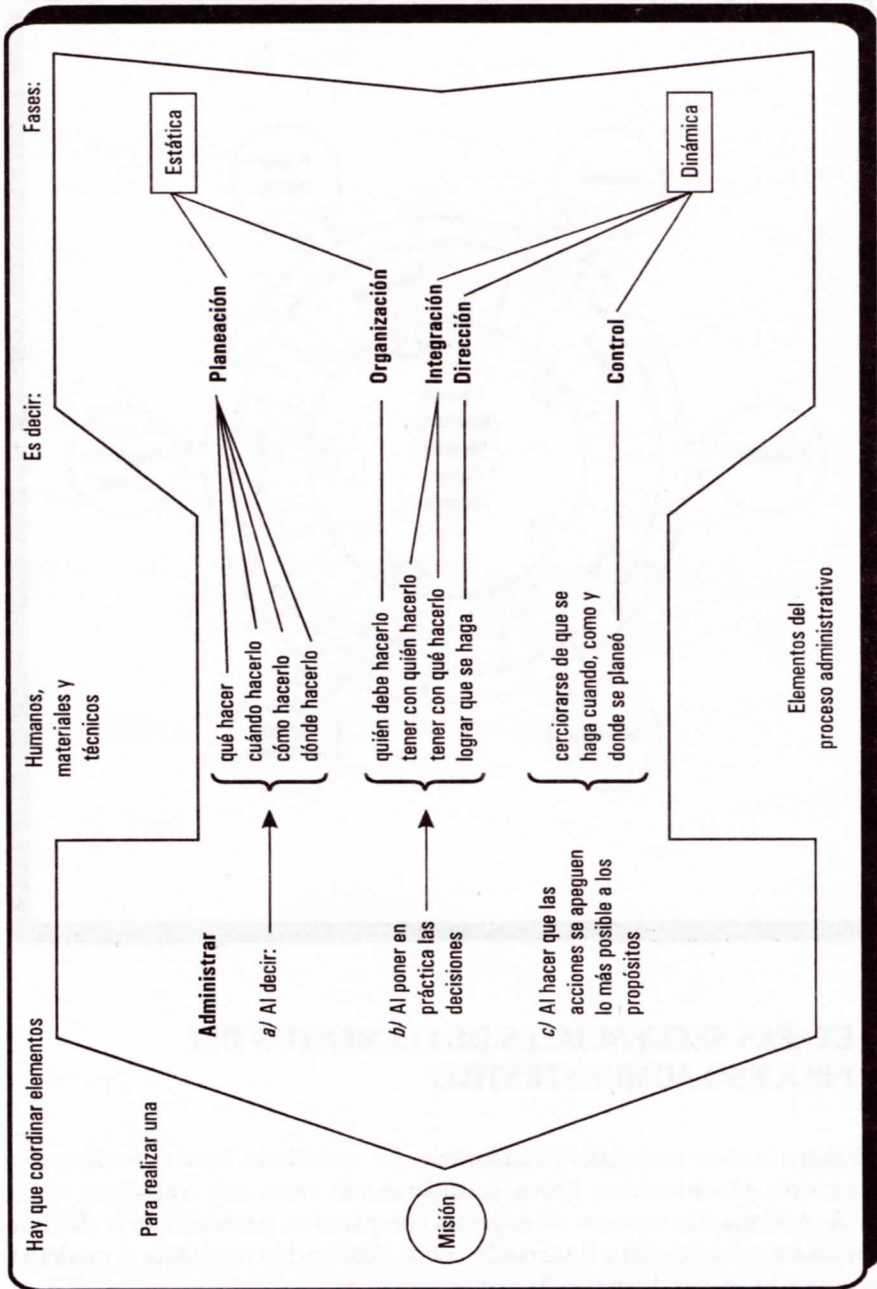 Hay que coordinar elementos
Humanos,
materiales y
técnicos
Es decir:
Fases:
Para realizar una
Misión
Administrar
a) Al decir:
qué hacer
cuándo hacerlo
cómo hacerlo
dónde hacerlo
Planeación
Estática
b) Al poner en
práctica las
decisiones
quién debe hacerlo
tener con quién hacerlo
tener con qué hacerlo
lograr que se haga
Organización
Integración
Dirección
c) Al hacer que las
acciones se apeguen
lo más posible a los
propósitos
cerciorarse de que se
haga cuando, como y
donde se planeó
Control
Dinámica
Elementos del
proceso administrativo